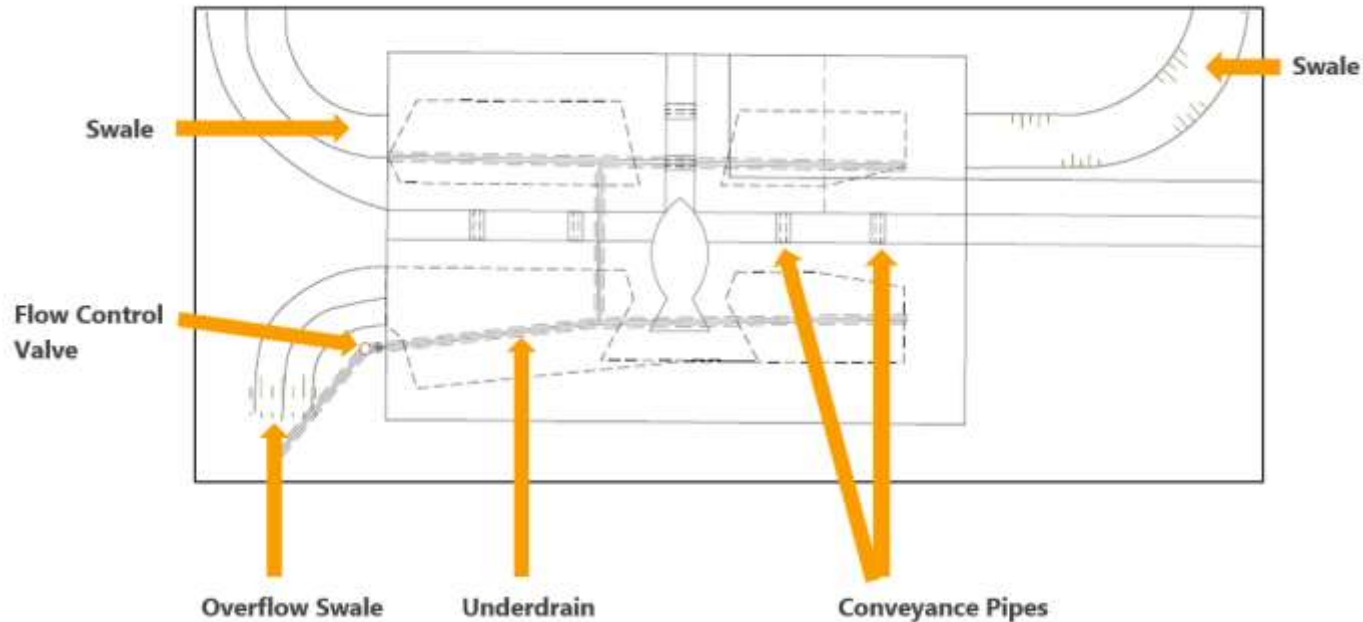 Swale
Swale
Flow Control
Valve
Overflow Swale
Underdrain
Conveyance Pipes